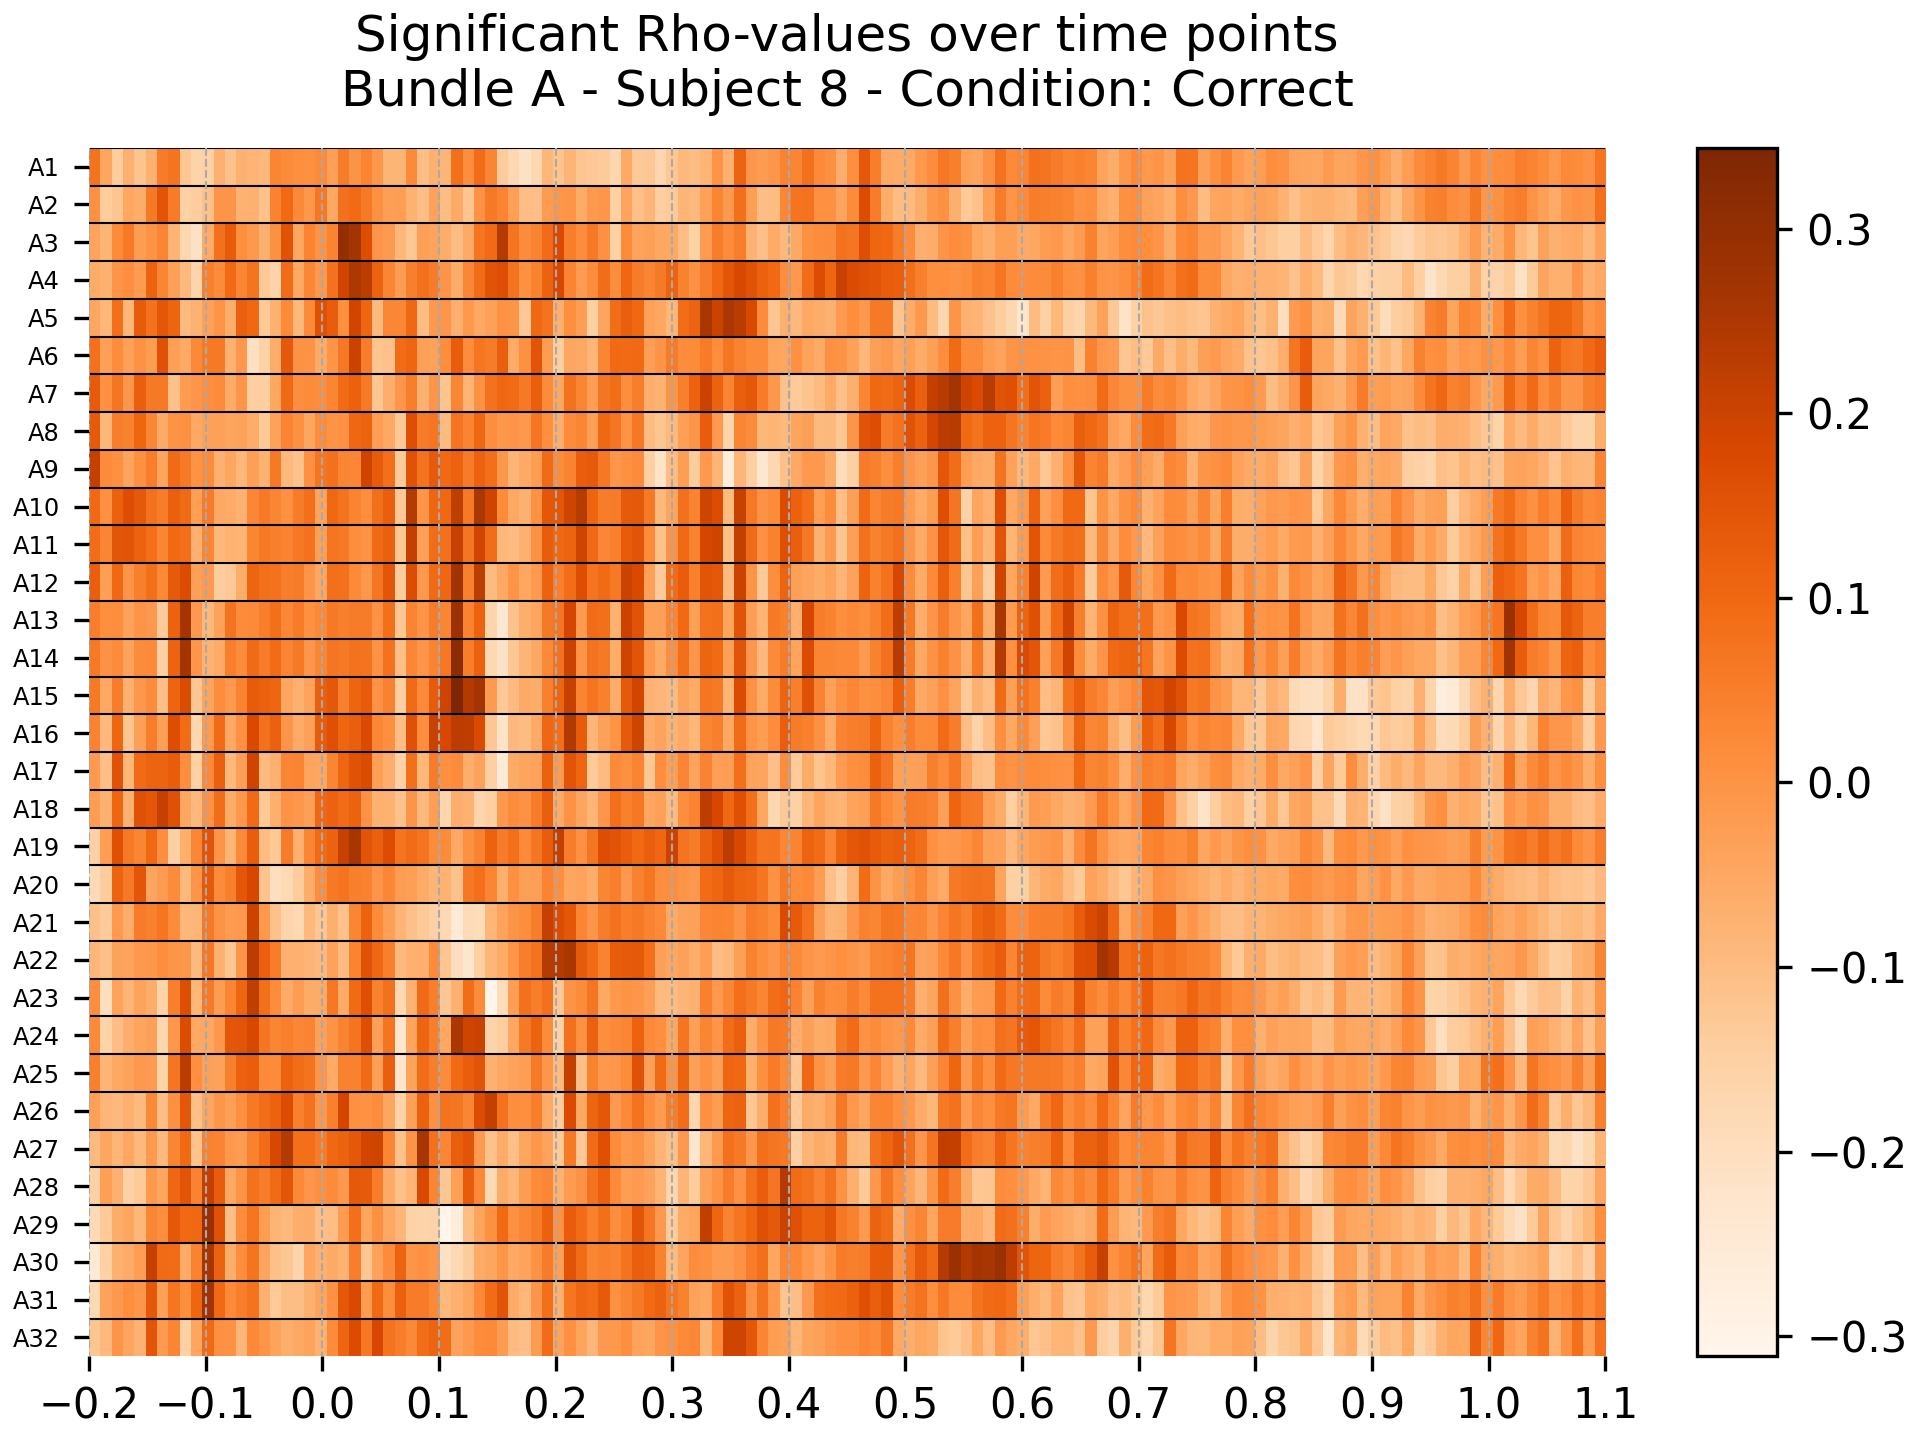 Significant Rho-values over time points
Bundle A - Subject 8 - Condition: Correct
A1
A2
A3
A4
A5
A6
A7
A8
A9
A10
A11
A12
A13
A14
A15
A16
A17
A18
A19
A20
A21
A22
A23
A24
A25
A26
A27
A28
A29
A30
A31
A32
−0.2 −0.1 0.0 0.1 0.2 0.3 0.4 0.5 0.6 0.7 0.8 0.9 1.0 1.1
0.3
0.2
0.1
0.0
−0.1
−0.2
−0.3